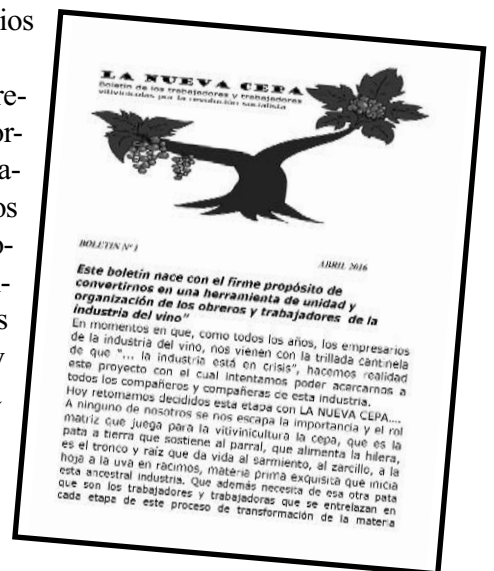 ios
re-
or-
a-
os
o-
s
y
LA NUEVA CEPA
Boletín de los trabajadores y trabajadores
vitivinícolas por la revolución socialista
BOLETIN Nº 1
ABRIL 2016
Este boletín nace con el firme propósito de
convertirnos en una herramienta de unidad y
organización de los obreros y trabajadores de la
industria del vino"
En momentos en que, como todos los años, los empresarios
de la industria del vino, nos vienen con la trillada cantinela
de que "... la industria está en crisis", hacemos realidad
este proyecto con el cual intentamos poder acercarnos a
todos los compañeros y compañeras de esta industria.
Hoy retomamos decididos esta etapa con LA NUEVA CEPA....
A ninguno de nosotros se nos escapa la importancia y el rol
matriz que juega para la vitivinicultura la cepa, que es la
pata a tierra que sostiene al parral, que alimenta la hilera,
es el tronco y raíz que da vida al sarmiento, al zarcillo, a la
hoja a la uva en racimos, materia prima exquisita que inicia
esta ancestral industria. Que además necesita de esa otra pata
que son los trabajadores y trabajadoras que se entrelazan en
cada etapa de este proceso de transformación de la materia